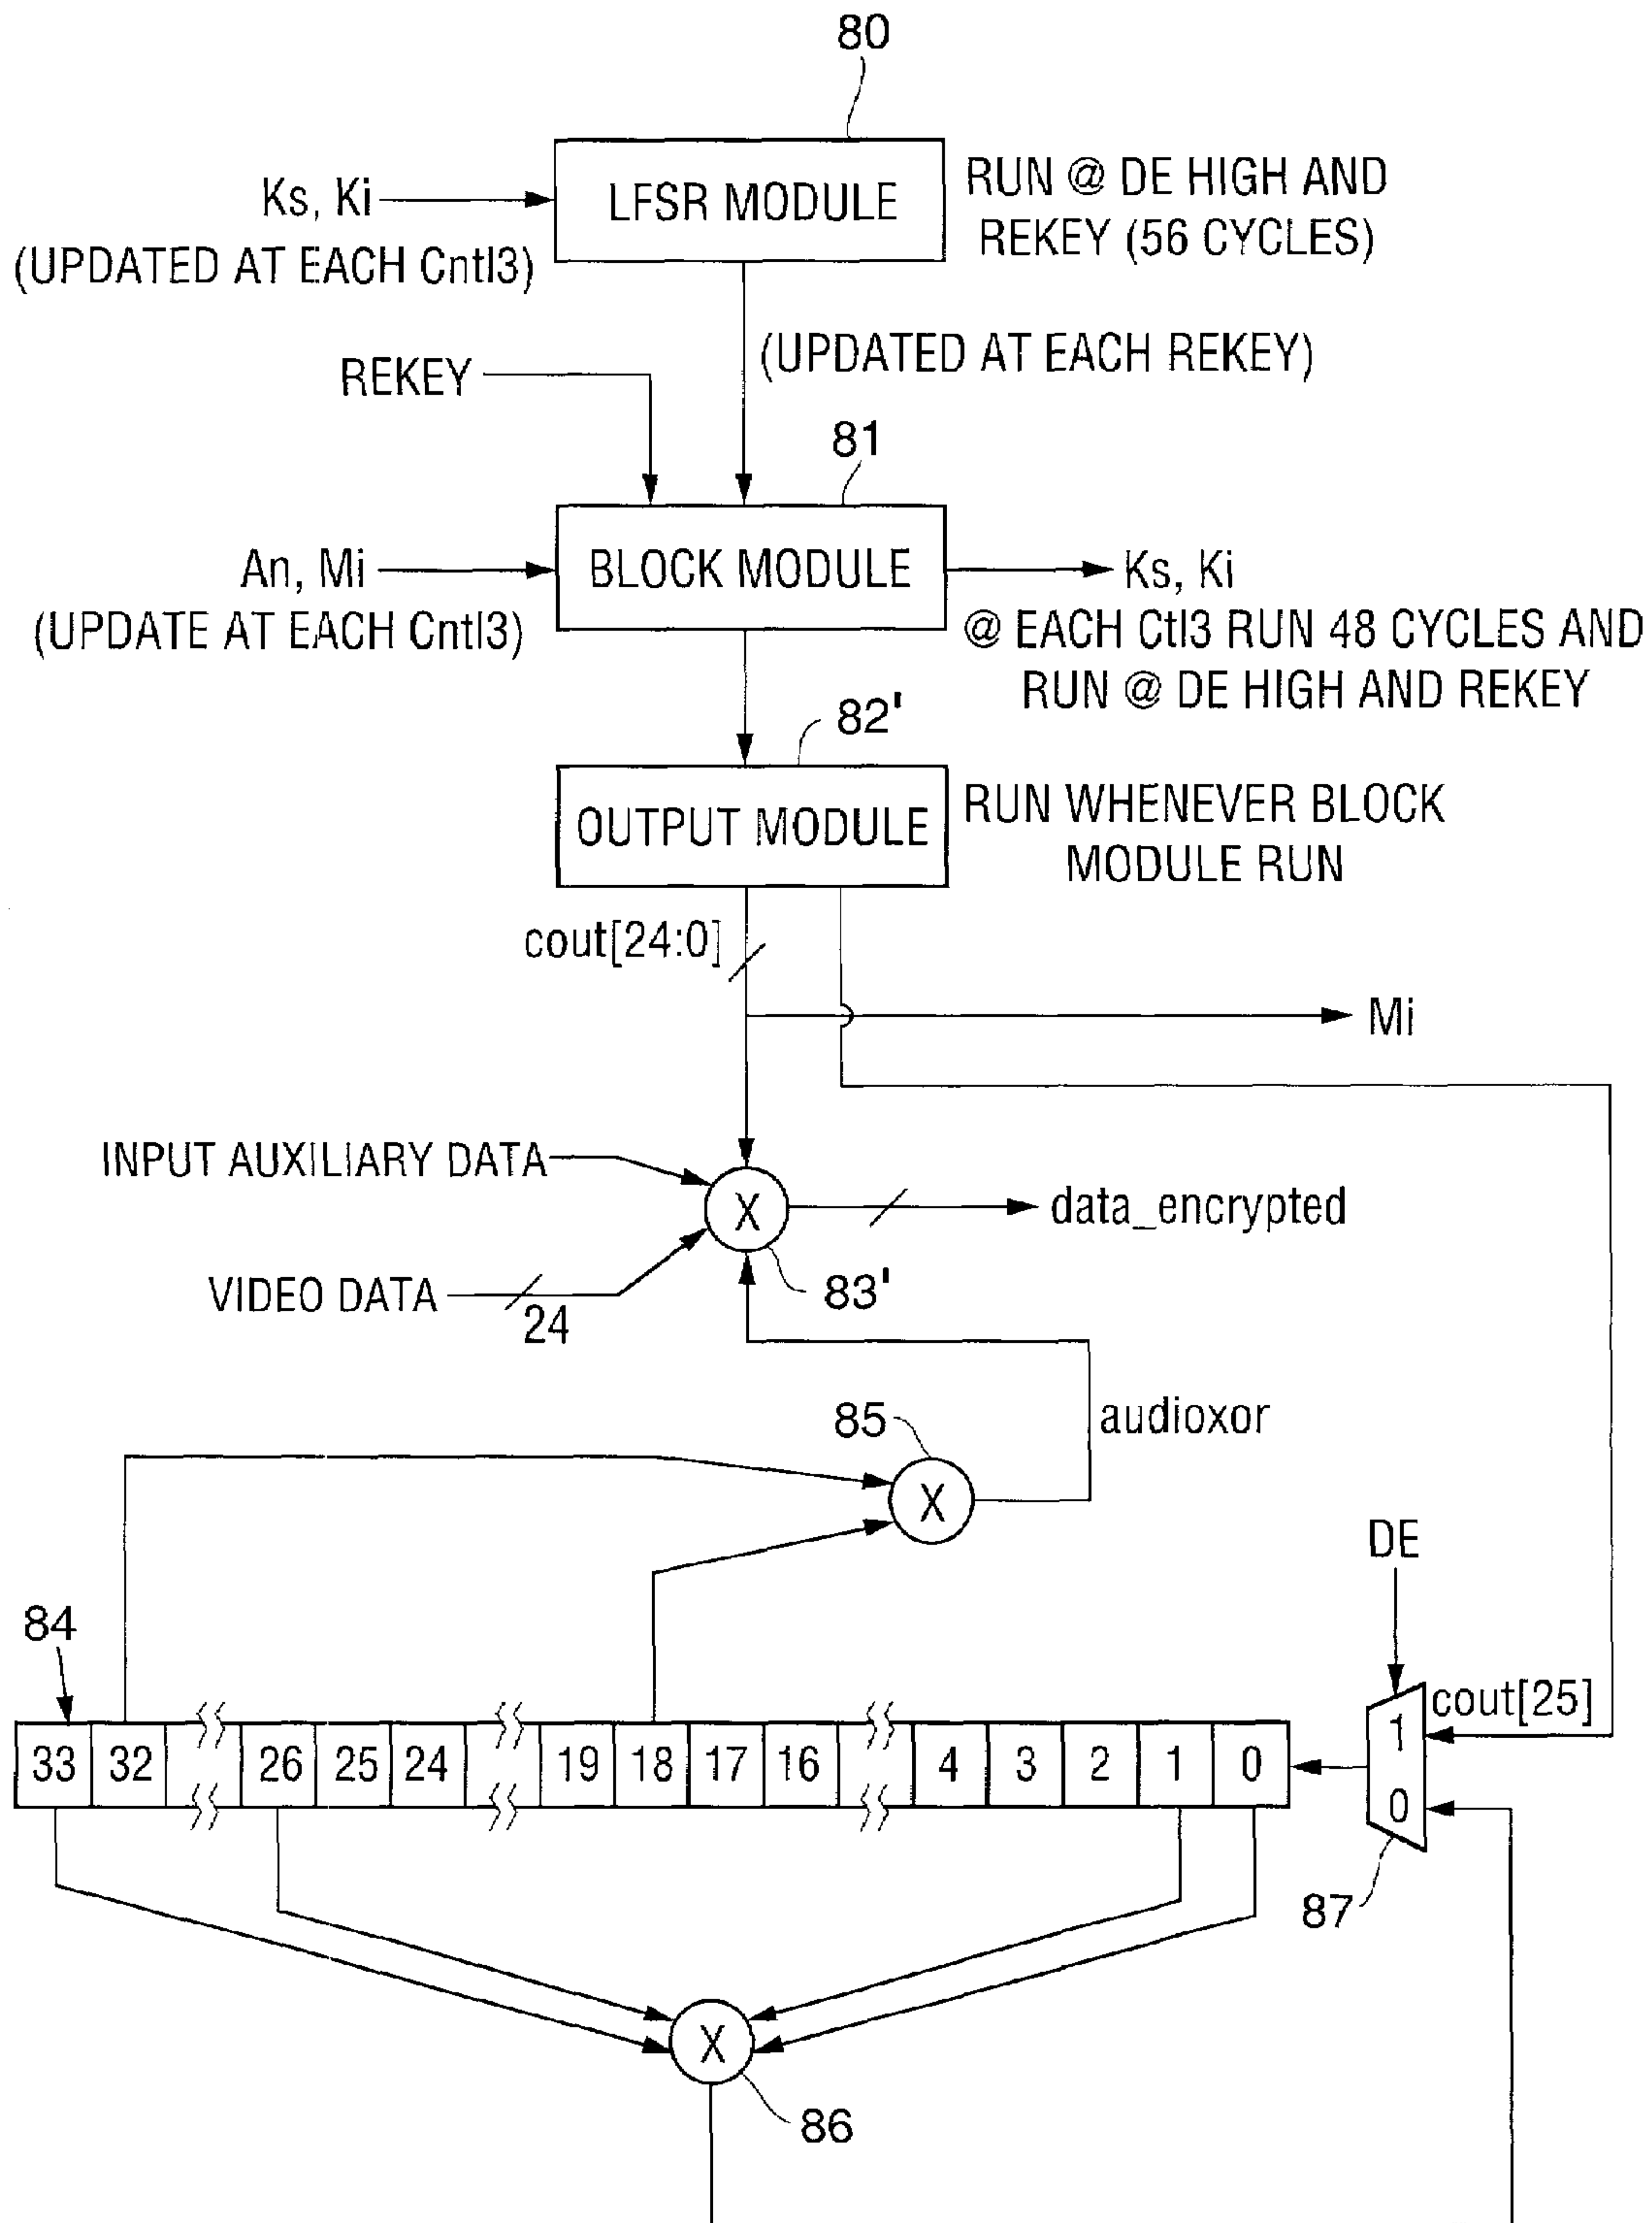 80
LFSR MODULE
Ks, Ki
(UPDATED AT EACH Cntl3)
RUN @ DE HIGH AND
REKEY (56 CYCLES)
(UPDATED AT EACH REKEY)
REKEY
81
BLOCK MODULE
An, Mi
(UPDATE AT EACH Cntl3)
Ks, Ki
@ EACH Ctl3 RUN 48 CYCLES AND
RUN @ DE HIGH AND REKEY
82'
OUTPUT MODULE
RUN WHENEVER BLOCK
MODULE RUN
cout[24:0]
Mi
INPUT AUXILIARY DATA
X
data_encrypted
VIDEO DATA
24
83'
audioxor
85
X
DE
84
cout[25]
33 32 26 25 24 19 18 17 16 4 3 2 1 0
1
0
87
X
86